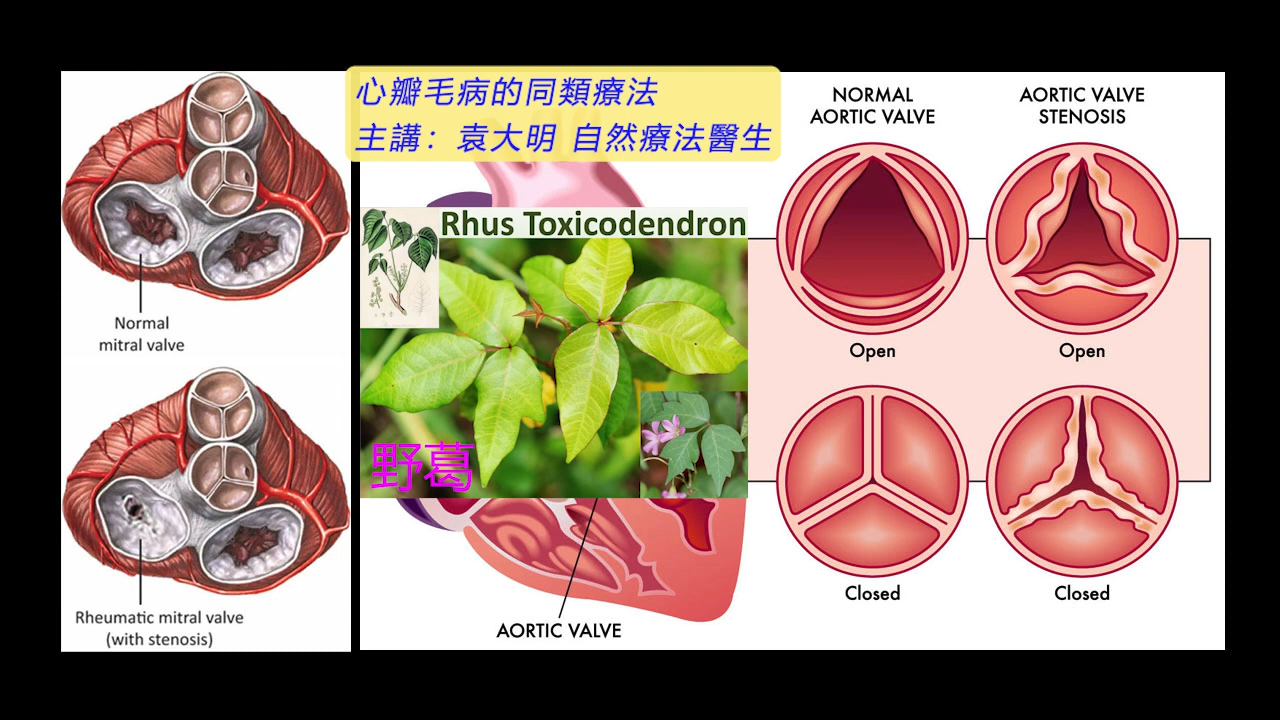 心瓣毛病的同類療法
主講：袁大明 自然療法醫生
Normal
mitral valve
Rheumatic mitral valve
(with stenosis)
Rhus Toxicodendron
野葛
AORTIC VALVE
NORMAL
AORTIC VALVE
AORTIC VALVE
STENOSIS
Open
Open
Closed
Closed